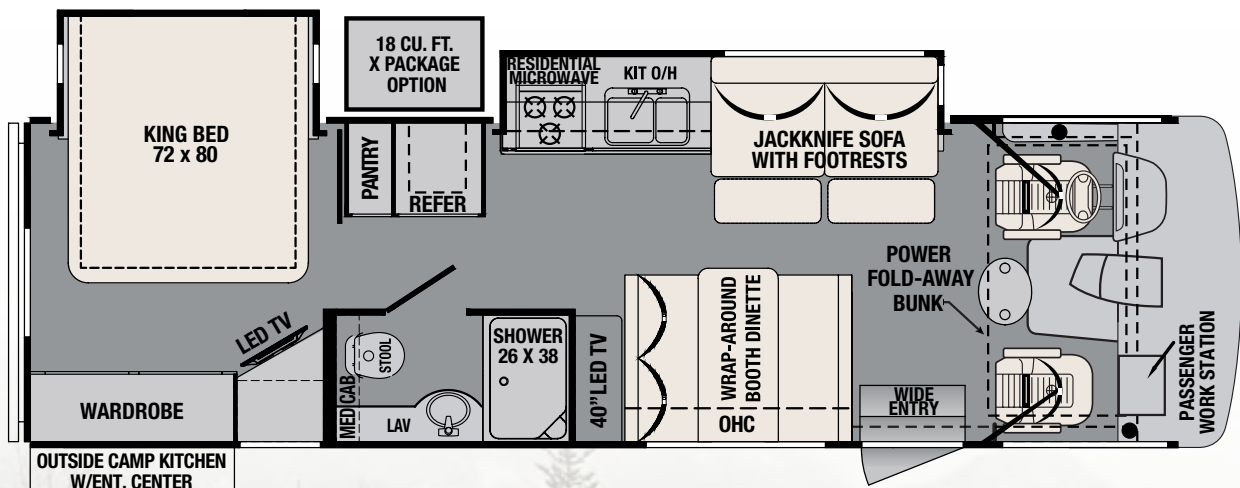 KING BED
72 x 80
18 CU. FT.
X PACKAGE
OPTION
PANTRY
REFER
RESIDENTIAL
MICROWAVE
KIT O/H
JACKKNIFE SOFA
WITH FOOTRESTS
POWER
FOLD-AWAY
BUNK
PASSENGER
WORK STATION
LED TV
WARDROBE
MED CAB
STOOL
LAV
SHOWER
26 X 38
40" LED TV
WRAP-AROUND
BOOTH DINETTE
OHC
WIDE
ENTRY
OUTSIDE CAMP KITCHEN
W/ENT. CENTER